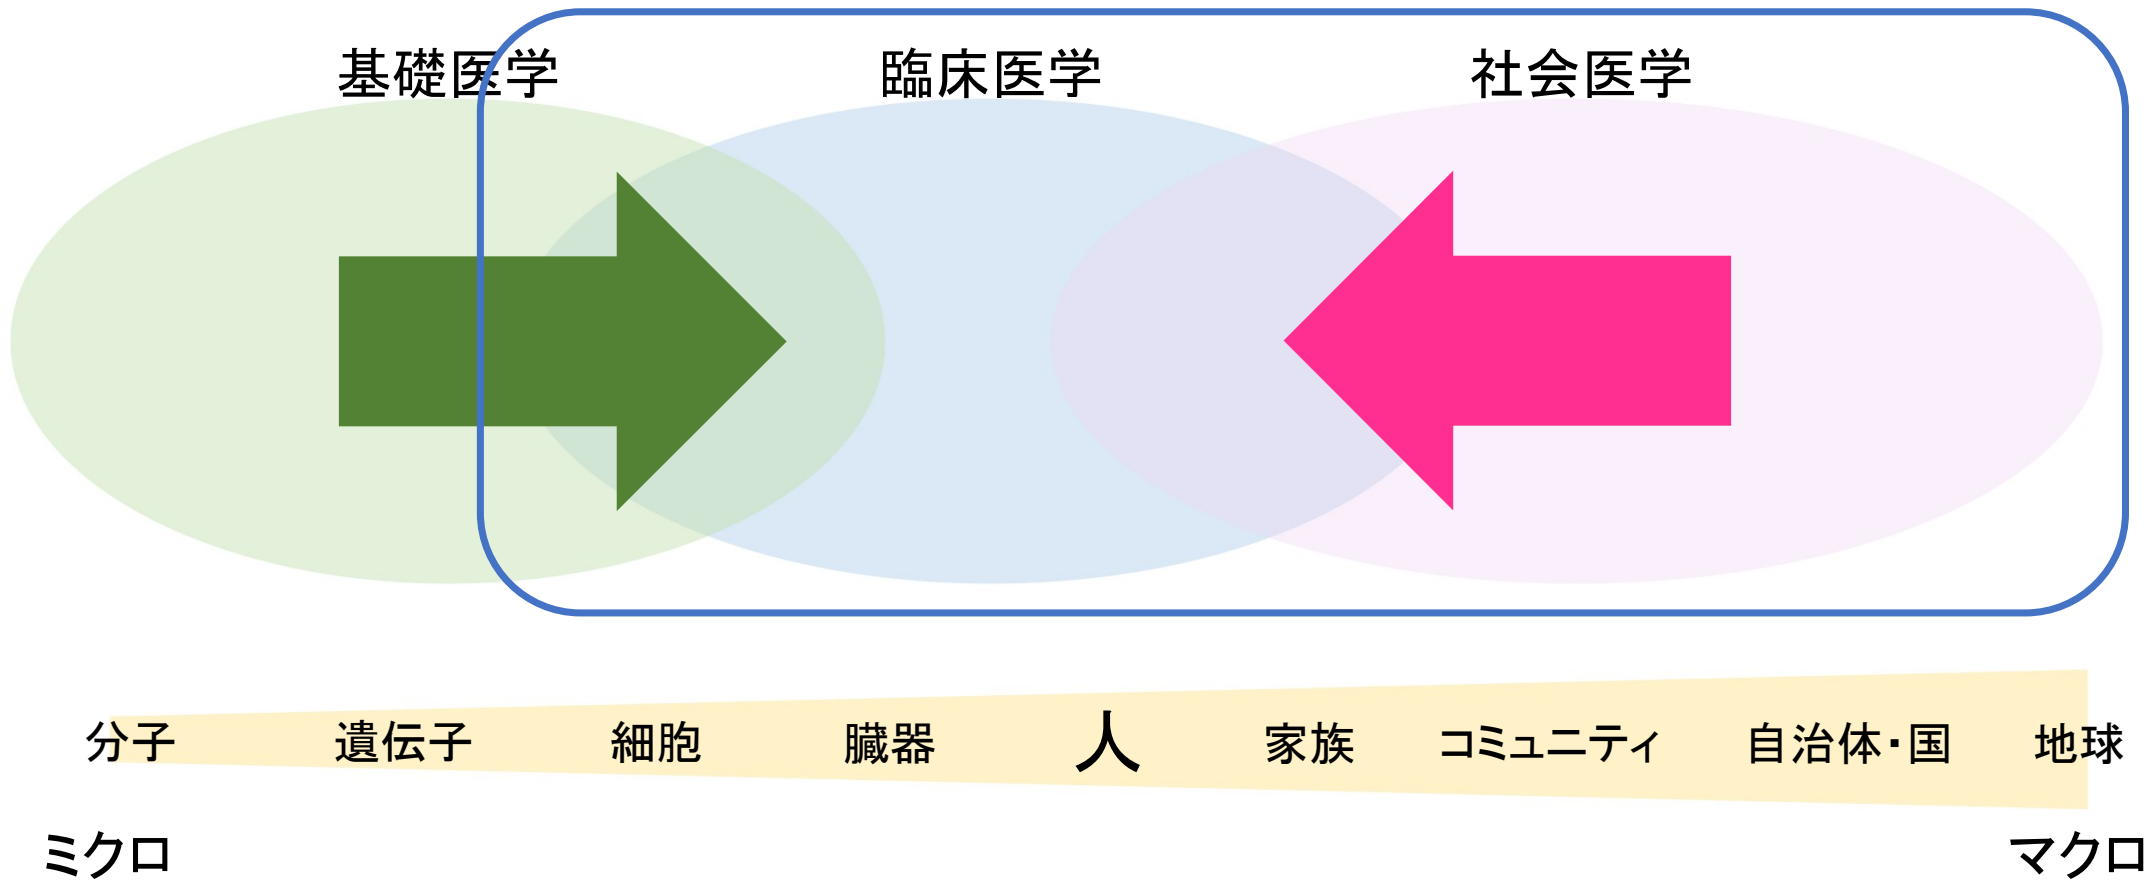 基礎医学 臨床医学 社会医学
分子 遺伝子 細胞 臓器 人 家族 コミュニティ 自治体・国 地球
ミクロ マクロ